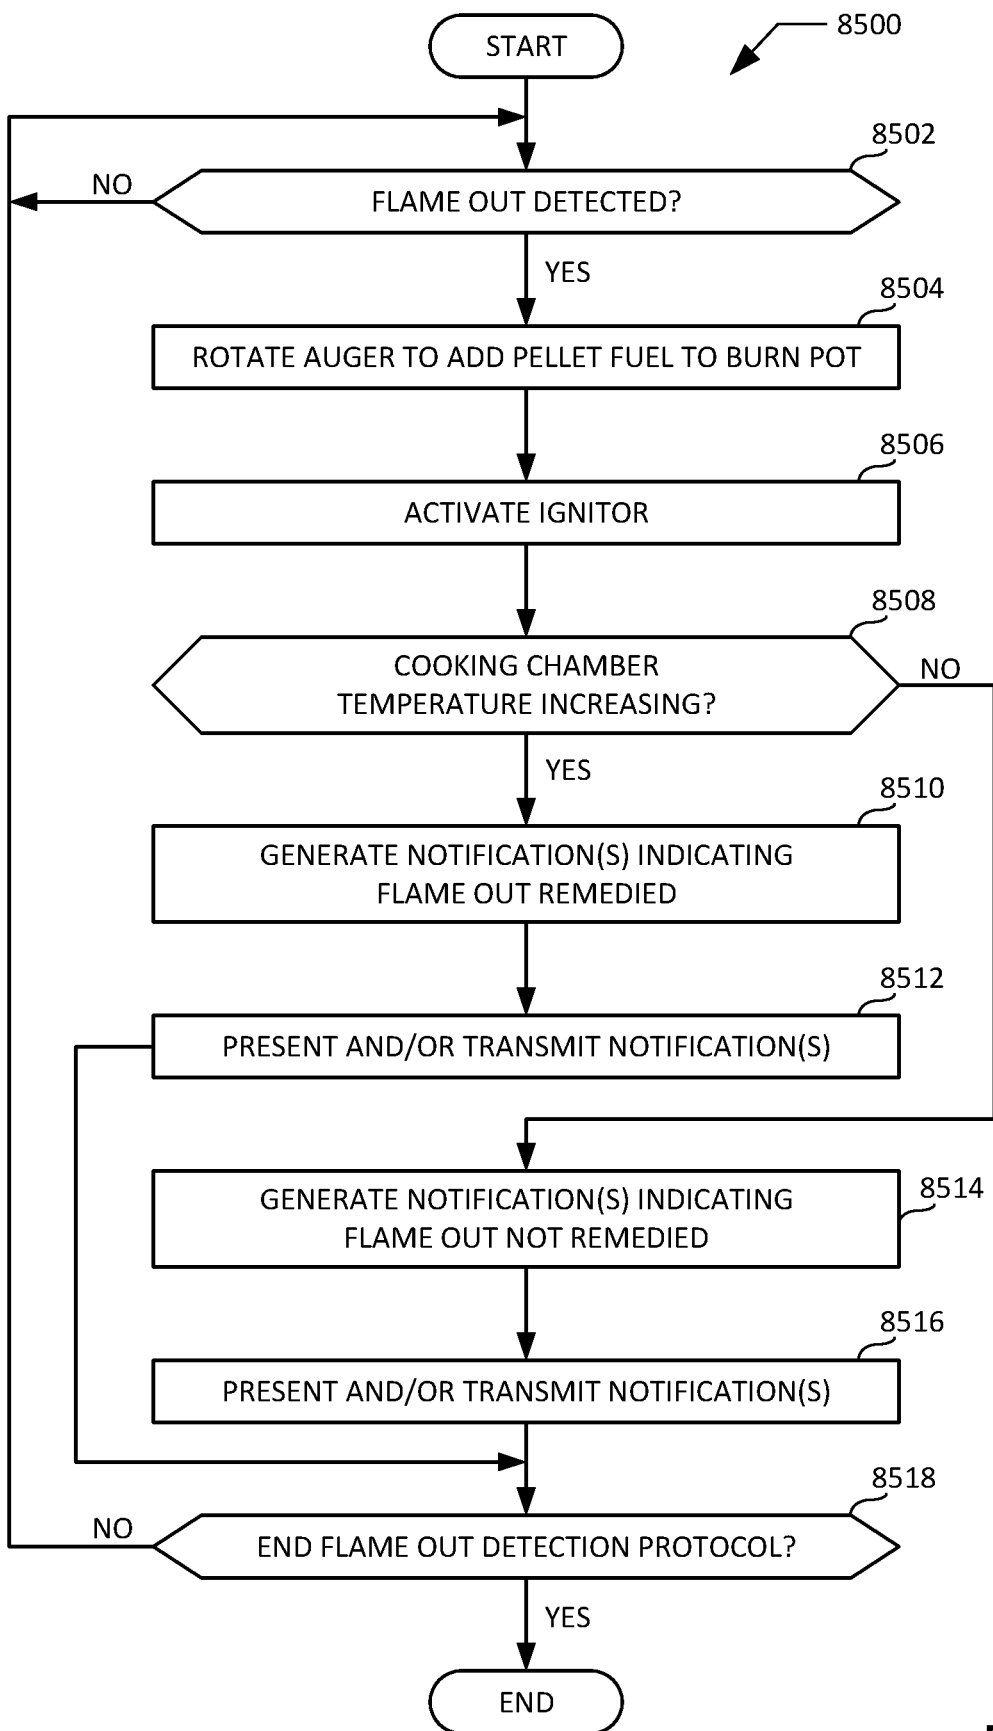 START
8500
8502
NO
FLAME OUT DETECTED?
YES
8504
ROTATE AUGER TO ADD PELLET FUEL TO BURN POT
8506
ACTIVATE IGNITOR
8508
COOKING CHAMBER
TEMPERATURE INCREASING?
NO
YES
8510
GENERATE NOTIFICATION(S) INDICATING
FLAME OUT REMEDIED
8512
PRESENT AND/OR TRANSMIT NOTIFICATION(S)
8514
GENERATE NOTIFICATION(S) INDICATING
FLAME OUT NOT REMEDIED
8516
PRESENT AND/OR TRANSMIT NOTIFICATION(S)
8518
NO
END FLAME OUT DETECTION PROTOCOL?
YES
END